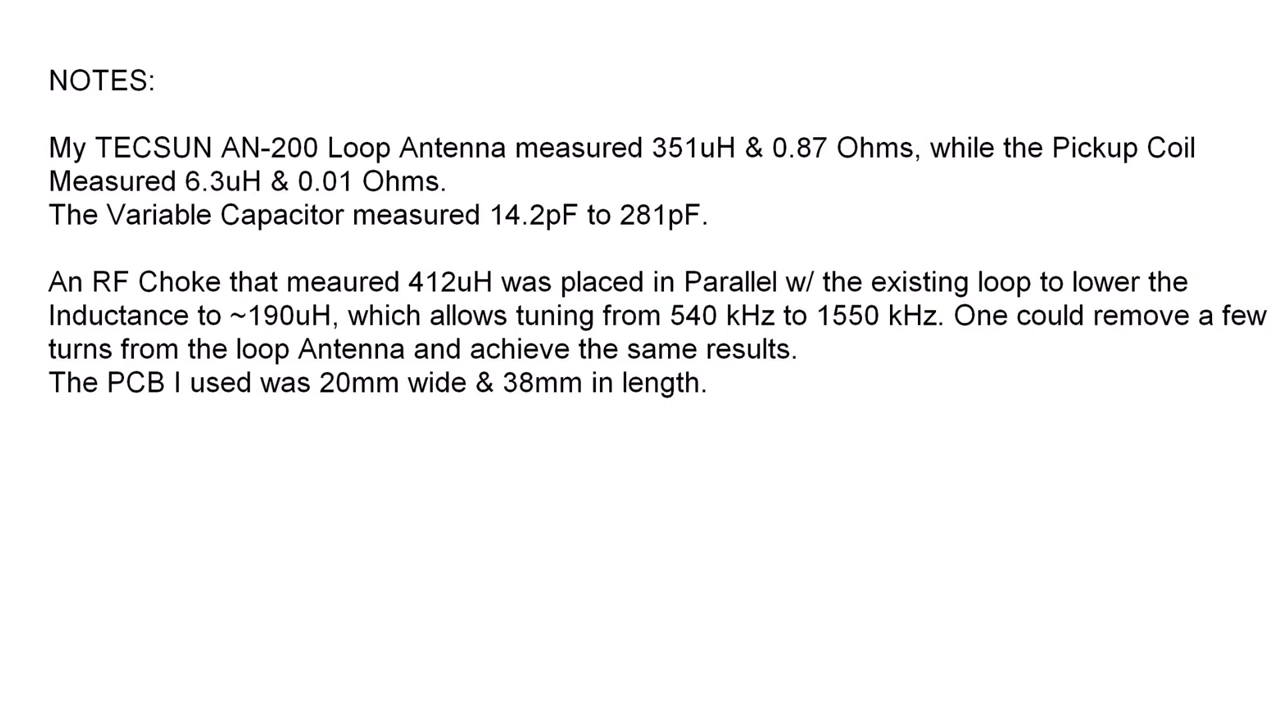 NOTES:
My TECSUN AN-200 Loop Antenna measured 351uH & 0.87 Ohms, while the Pickup Coil
Measured 6.3uH & 0.01 Ohms.
The Variable Capacitor measured 14.2pF to 281pF.
An RF Choke that meaured 412uH was placed in Parallel w/ the existing loop to lower the
Inductance to ~190uH, which allows tuning from 540 kHz to 1550 kHz. One could remove a few
turns from the loop Antenna and achieve the same results.
The PCB I used was 20mm wide & 38mm in length.